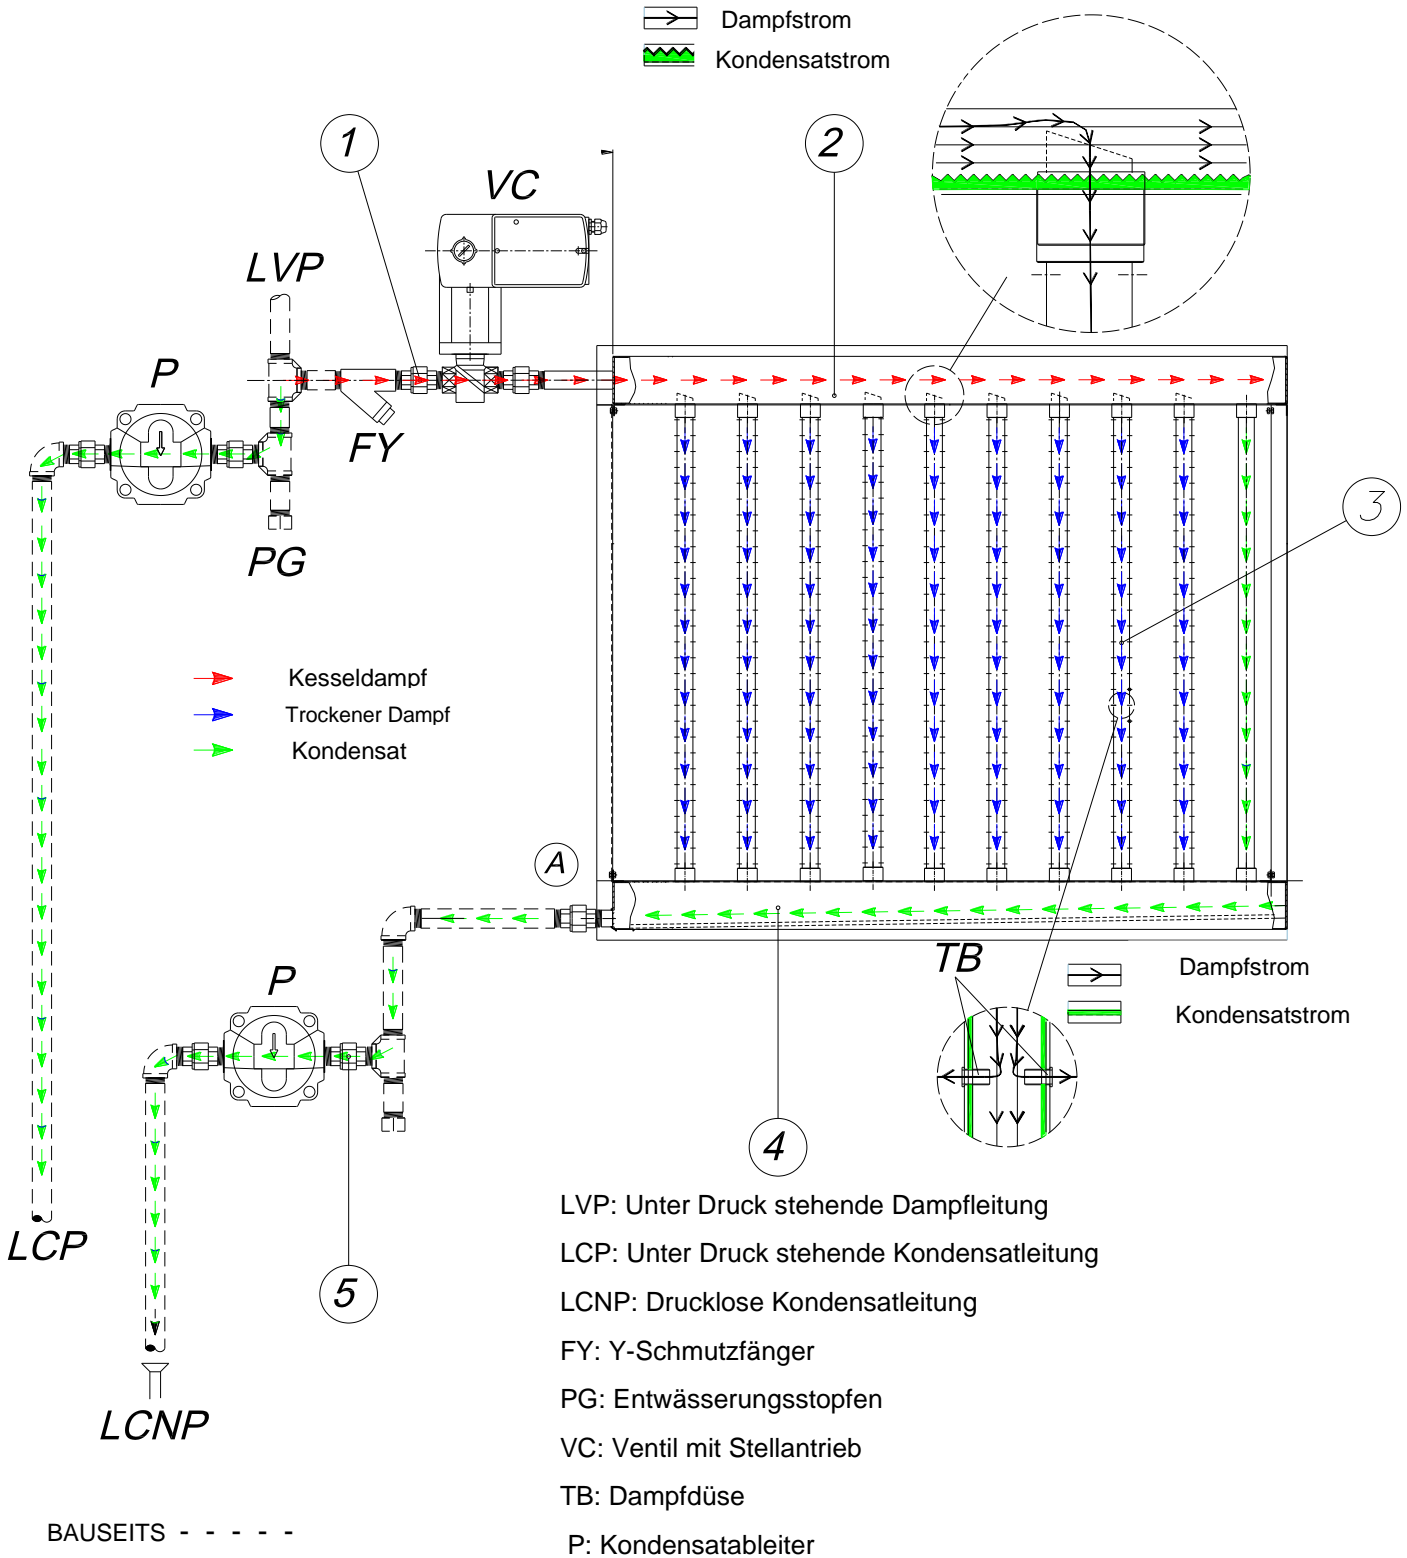 Dampfstrom
Kondensatstrom
1
2
VC
LVP
P
FY
3
PG
Kesseldampf
Trockener Dampf
Kondensat
A
TB
Dampfstrom
P
Kondensatstrom
4
LVP: Unter Druck stehende Dampfleitung
LCP
LCP: Unter Druck stehende Kondensatleitung
5
LCNP: Drucklose Kondensatleitung
FY: Y-Schmutzfänger
PG: Entwässerungsstopfen
LCNP
VC: Ventil mit Stellantrieb
TB: Dampfdüse
BAUSEITS - - - - -
P: Kondensatableiter